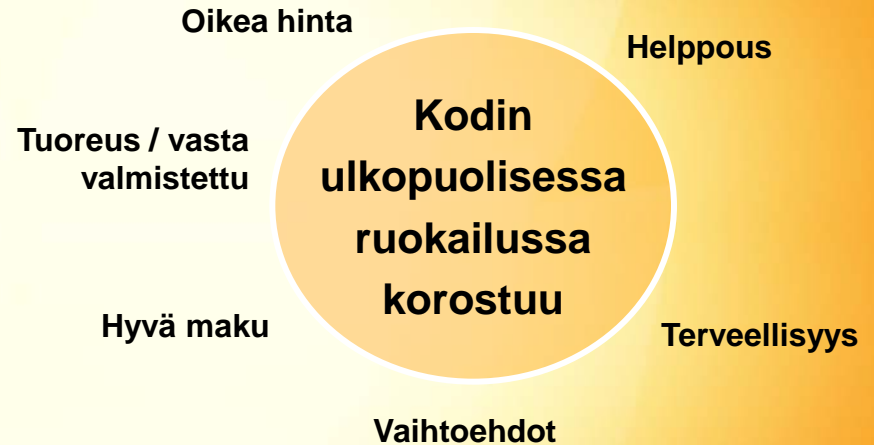 Oikea hinta
Helppous
Tuoreus / vasta
valmistettu
Kodin
ulkopuolisessa
ruokailussa
korostuu
Hyvä maku
Terveellisyys
Vaihtoehdot